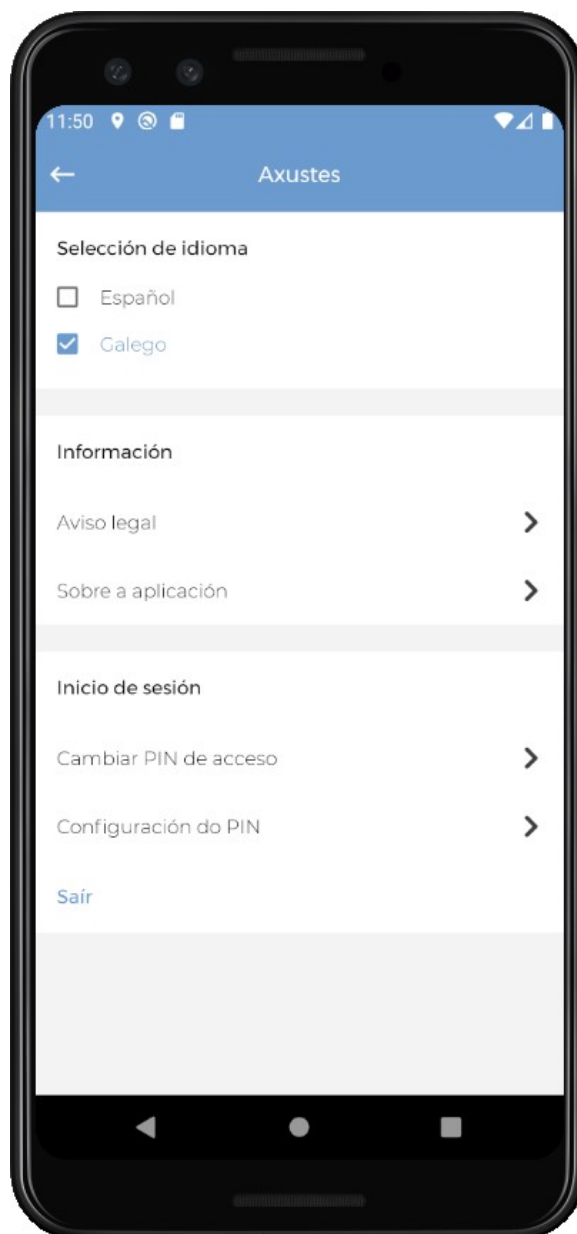 11:50
Axustes
Selección de idioma
Español
Galego
Información
Aviso legal
Sobre a aplicación
Inicio de sesión
Cambiar PIN de acceso
Configuración do PIN
Saír